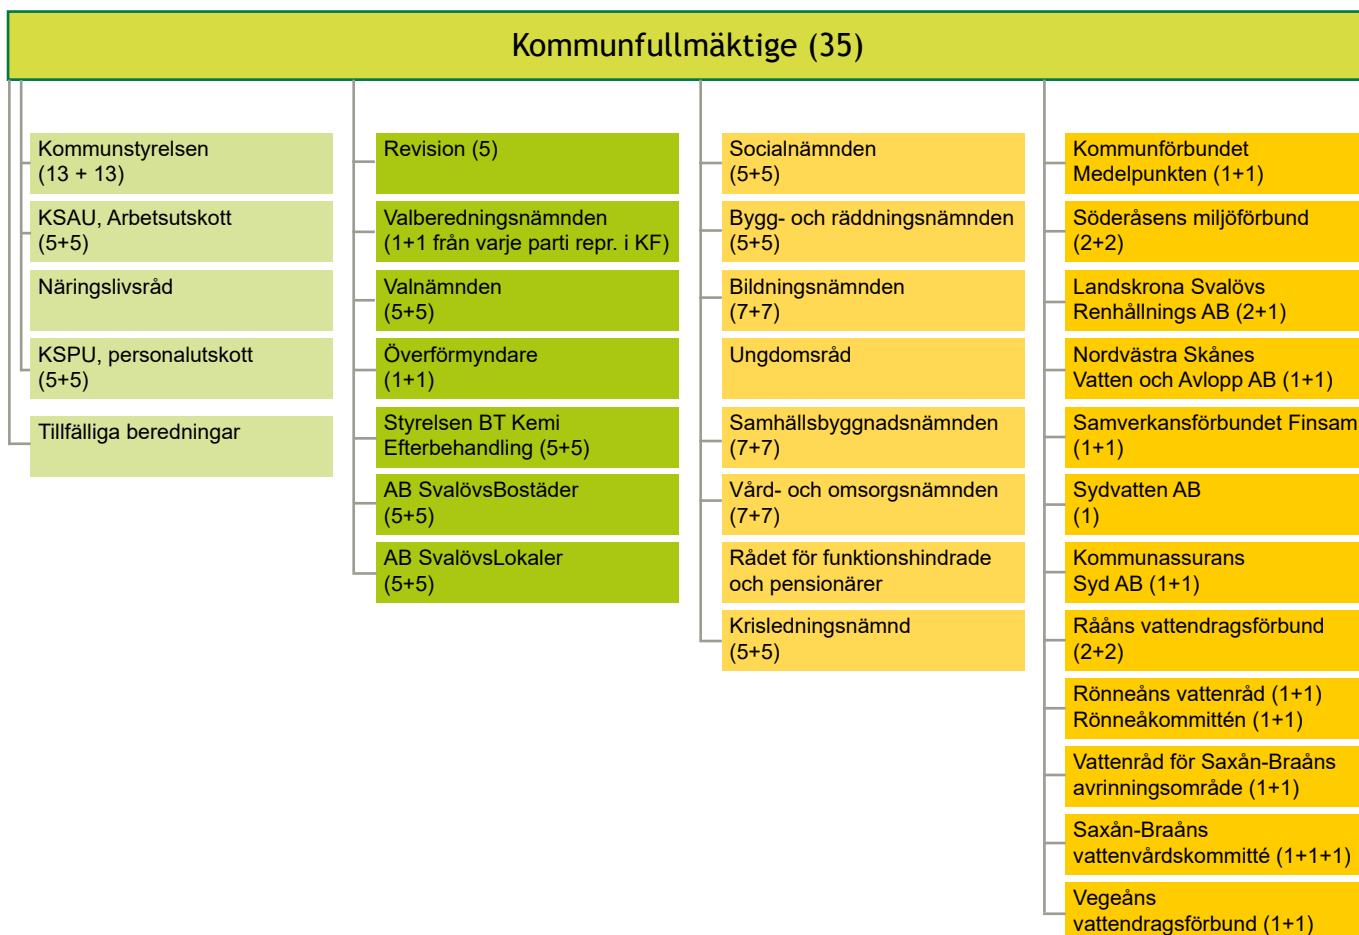 Kommunfullmäktige (35)
Kommunstyrelsen
(13 + 13)
KSAU, Arbetsutskott
(5+5)
Näringslivsråd
KSPU, personalutskott
(5+5)
Tillfälliga beredningar
Revision (5)
Valberedningsnämnden
(1+1 från varje parti repr. i KF)
Valnämnden
(5+5)
Överförmyndare
(1+1)
Styrelsen BT Kemi
Efterbehandling (5+5)
AB SvalövsBostäder
(5+5)
AB SvalövsLokaler
(5+5)
Socialnämnden
(5+5)
Bygg- och räddningsnämnden
(5+5)
Bildningsnämnden
(7+7)
Ungdomsråd
Samhällsbyggnadsnämnden
(7+7)
Vård- och omsorgsnämnden
(7+7)
Rådet för funktionshindrade
och pensionärer
Krisledningsnämnd
(5+5)
Kommunförbundet
Medelpunkten (1+1)
Söderåsens miljöförbund
(2+2)
Landskrona Svalövs
Renhållnings AB (2+1)
Nordvästra Skånes
Vatten och Avlopp AB (1+1)
Samverkansförbundet Finsam
(1+1)
Sydvatten AB
(1)
Kommunassurans
Syd AB (1+1)
Rååns vattendragsförbund
(2+2)
Rönneåns vattenråd (1+1)
Rönneåkommittén (1+1)
Vattenråd för Saxån-Braåns
avrinningsområde (1+1)
Saxån-Braåns
vattenvårdskommitté (1+1+1)
Vegeåns
vattendragsförbund (1+1)